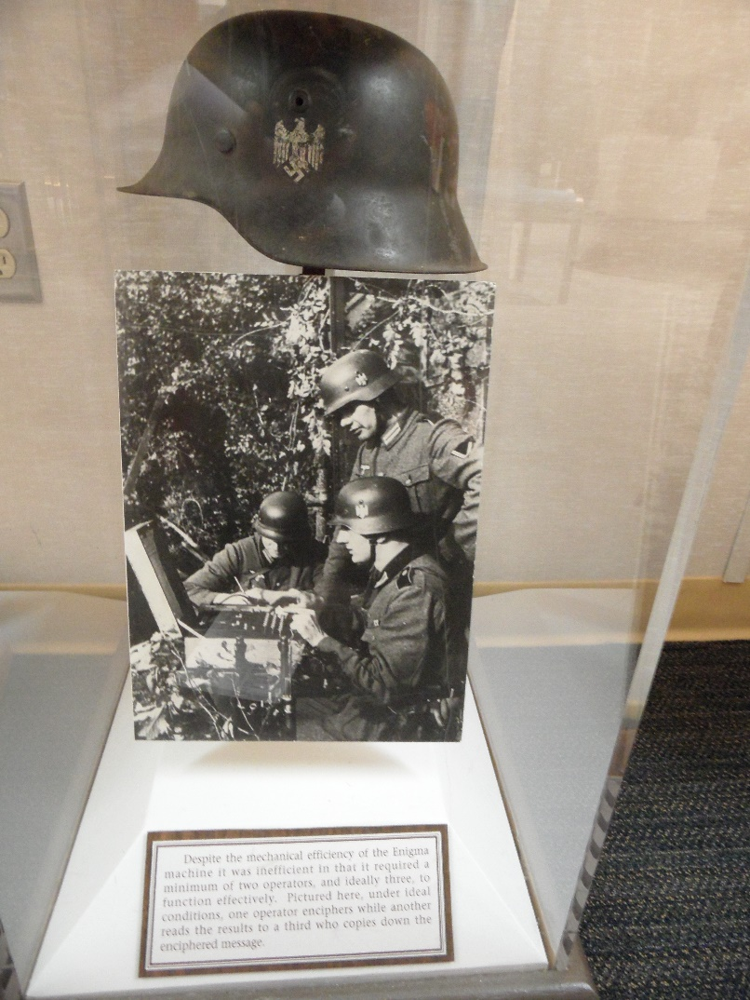 Despite the mechanical efficiency of the Enigma
machine it was inefficient in that it required a
minimum of two operators, and ideally three, to
function effectively. Pictured here, under ideal
conditions, one operator enciphers while another
reads the results to a third who copies down the
enciphered message.